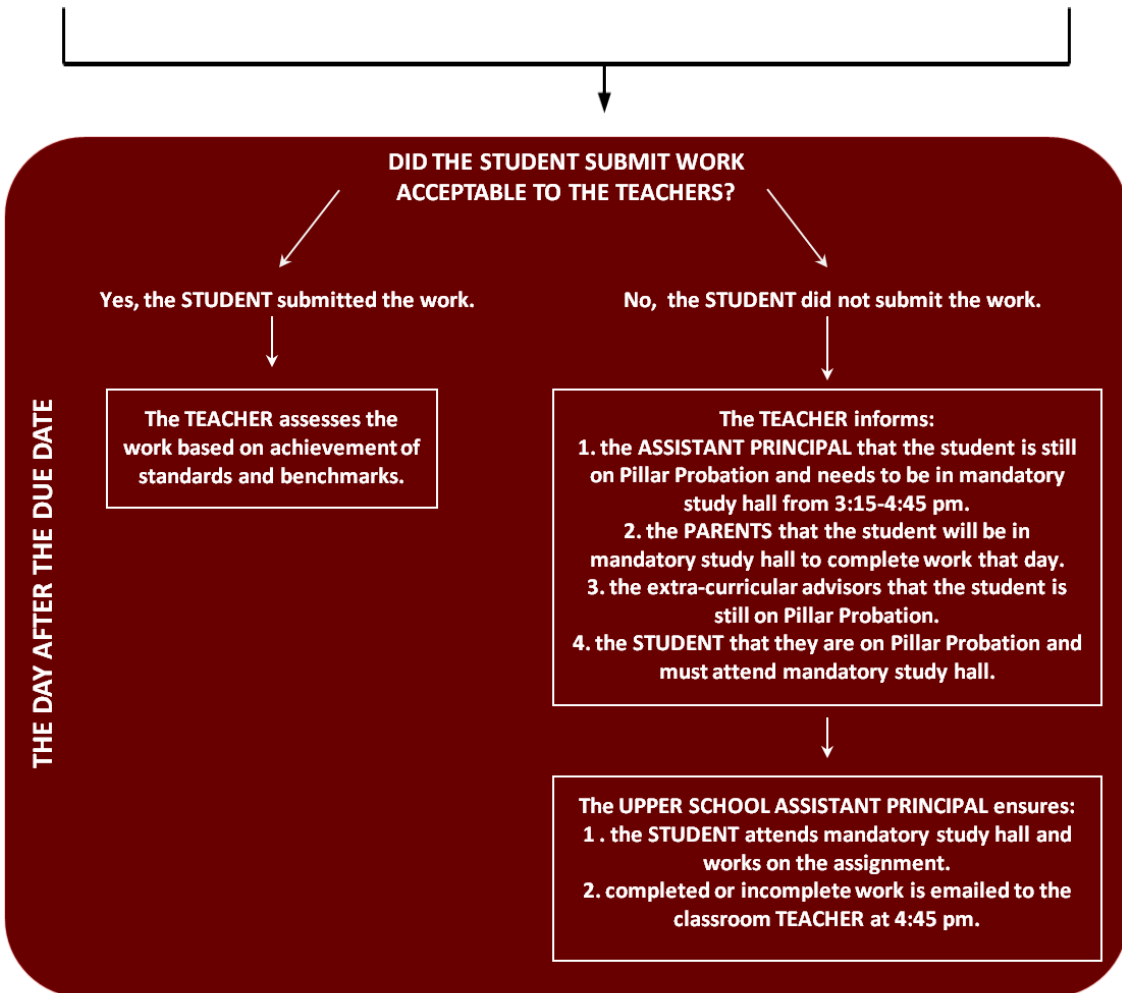 DID THE STUDENT SUBMIT WORK
ACCEPTABLE TO THE TEACHERS?
Yes, the STUDENT submitted the work.
No, the STUDENT did not submit the work.
THE DAY AFTER THE DUE DATE
The TEACHER assesses the
work based on achievement of
standards and benchmarks.
The TEACHER informs:
1. the ASSISTANT PRINCIPAL that the student is still
on Pillar Probation and needs to be in mandatory
study hall from 3:15-4:45 pm.
2. the PARENTS that the student will be in
mandatory study hall to complete work that day.
3. the extra-curricular advisors that the student is
still on Pillar Probation.
4. the STUDENT that they are on Pillar Probation and
must attend mandatory study hall.
The UPPER SCHOOL ASSISTANT PRINCIPAL ensures:
1 . the STUDENT attends mandatory study hall and
works on the assignment.
2. completed or incomplete work is emailed to the
classroom TEACHER at 4:45 pm.